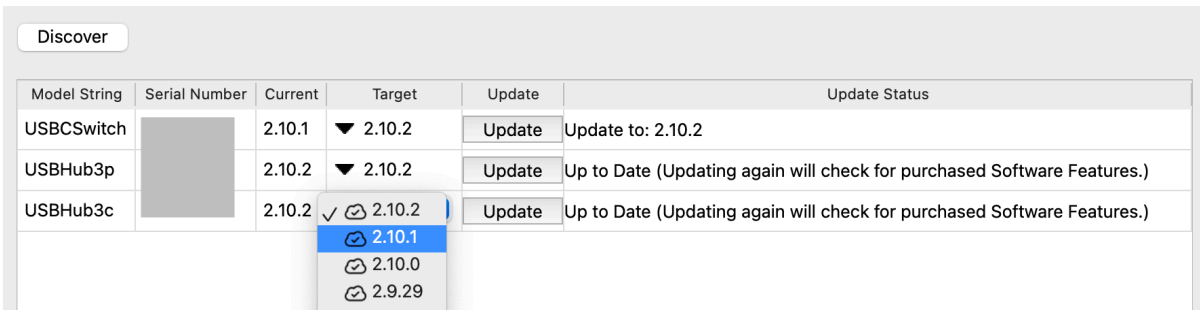 Discover
Model String Serial Number Current Target Update Update Status
USBCSwitch 2.10.1 2.10.2 Update Update to: 2.10.2
USBHub3p 2.10.2 2.10.2 Update Up to Date (Updating again will check for purchased Software Features.)
USBHub3c 2.10.2 2.10.2 Update Up to Date (Updating again will check for purchased Software Features.)
2.10.1
2.10.0
2.9.29